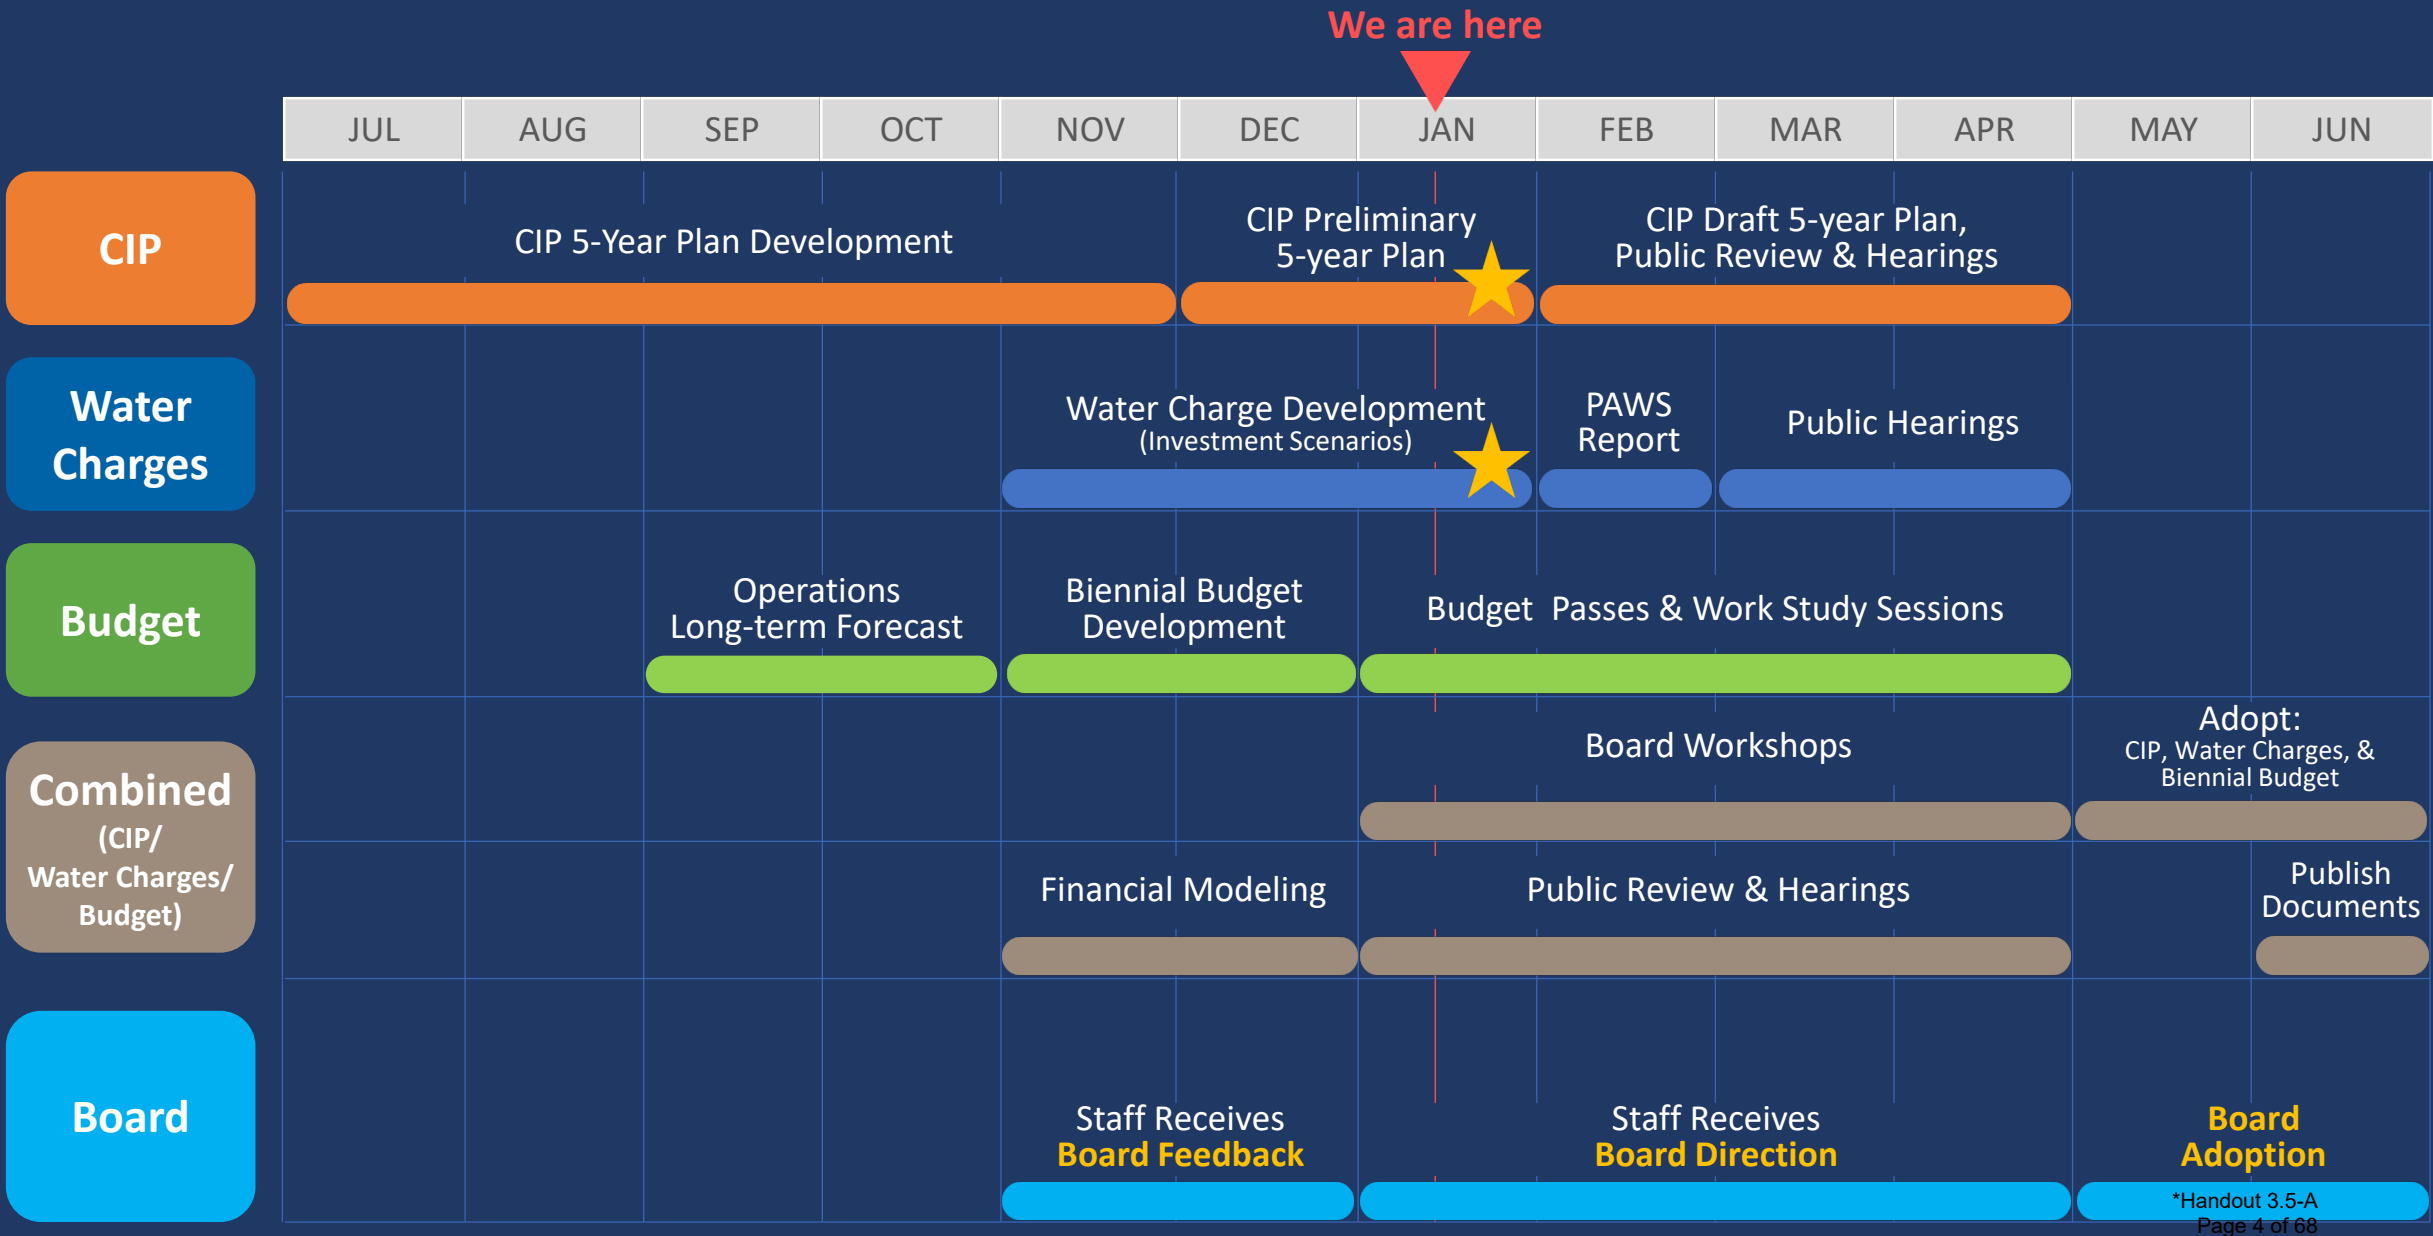 We are here
JUL AUG SEP OCT NOV DEC JAN FEB MAR APR MAY JUN
CIP
CIP 5-Year Plan Development
CIP Preliminary
5-year Plan
CIP Draft 5-year Plan,
Public Review & Hearings
Water
Charges
Water Charge Development
(Investment Scenarios)
PAWS
Report
Public Hearings
Budget
Operations
Long-term Forecast
Biennial Budget
Development
Budget Passes & Work Study Sessions
Combined
(CIP/
Water Charges/
Budget)
Board Workshops
Adopt:
CIP, Water Charges, &
Biennial Budget
Financial Modeling
Public Review & Hearings
Publish
Documents
Board
Staff Receives
Board Feedback
Staff Receives
Board Direction
Board
Adoption
*Handout 3.5-A
Page 4 of 68